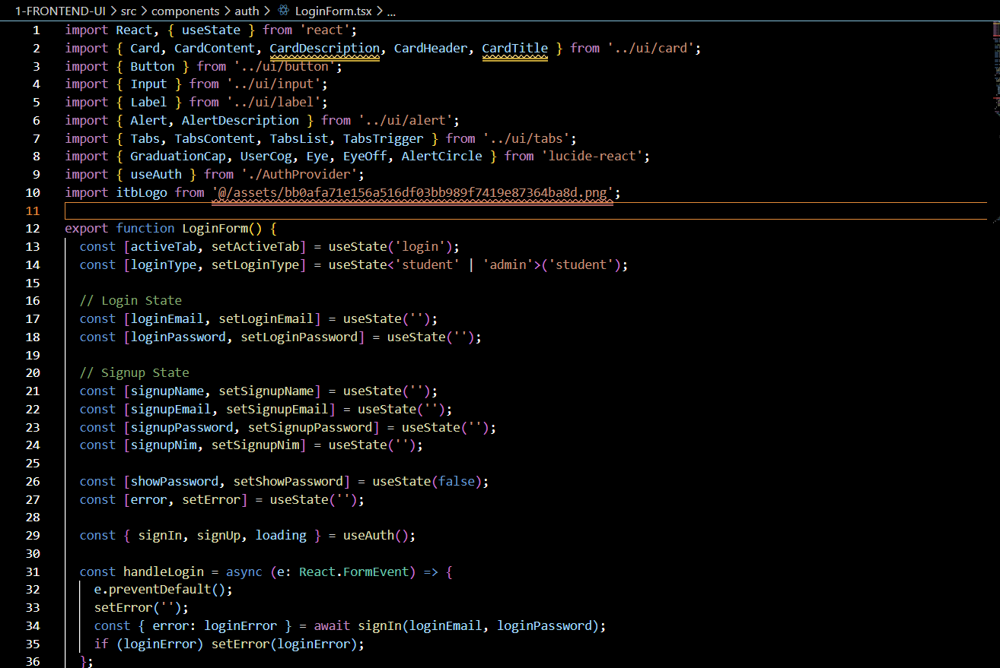 1-FRONTEND-UI > src > components > auth > LoginForm.tsx > ...
1 import React, { useState } from 'react';
2 import { Card, CardContent, CardDescription, CardHeader, CardTitle } from '../ui/card';
3 import { Button } from '../ui/button';
4 import { Input } from '../ui/input';
5 import { Label } from '../ui/label';
6 import { Alert, AlertDescription } from '../ui/alert';
7 import { Tabs, TabsContent, TabsList, TabsTrigger } from '../ui/tabs';
8 import { GraduationCap, UserCog, Eye, EyeOff, AlertCircle } from 'lucide-react';
9 import { useAuth } from './AuthProvider';
10 import itbLogo from '@/assets/bb0afa71e156a516df03bb989f7419e87364ba8d.png';
11
12 export function LoginForm() {
13   const [activeTab, setActiveTab] = useState('login');
14   const [loginType, setLoginType] = useState<'student' | 'admin'>('student');
15
16   // Login State
17   const [loginEmail, setLoginEmail] = useState('');
18   const [loginPassword, setLoginPassword] = useState('');
19
20   // Signup State
21   const [signupName, setSignupName] = useState('');
22   const [signupEmail, setSignupEmail] = useState('');
23   const [signupPassword, setSignupPassword] = useState('');
24   const [signupNim, setSignupNim] = useState('');
25
26   const [showPassword, setShowPassword] = useState(false);
27   const [error, setError] = useState('');
28
29   const { signIn, signUp, loading } = useAuth();
30
31   const handleLogin = async (e: React.FormEvent) => {
32     e.preventDefault();
33     setError('');
34     const { error: loginError } = await signIn(loginEmail, loginPassword);
35     if (loginError) setError(loginError);
36   };